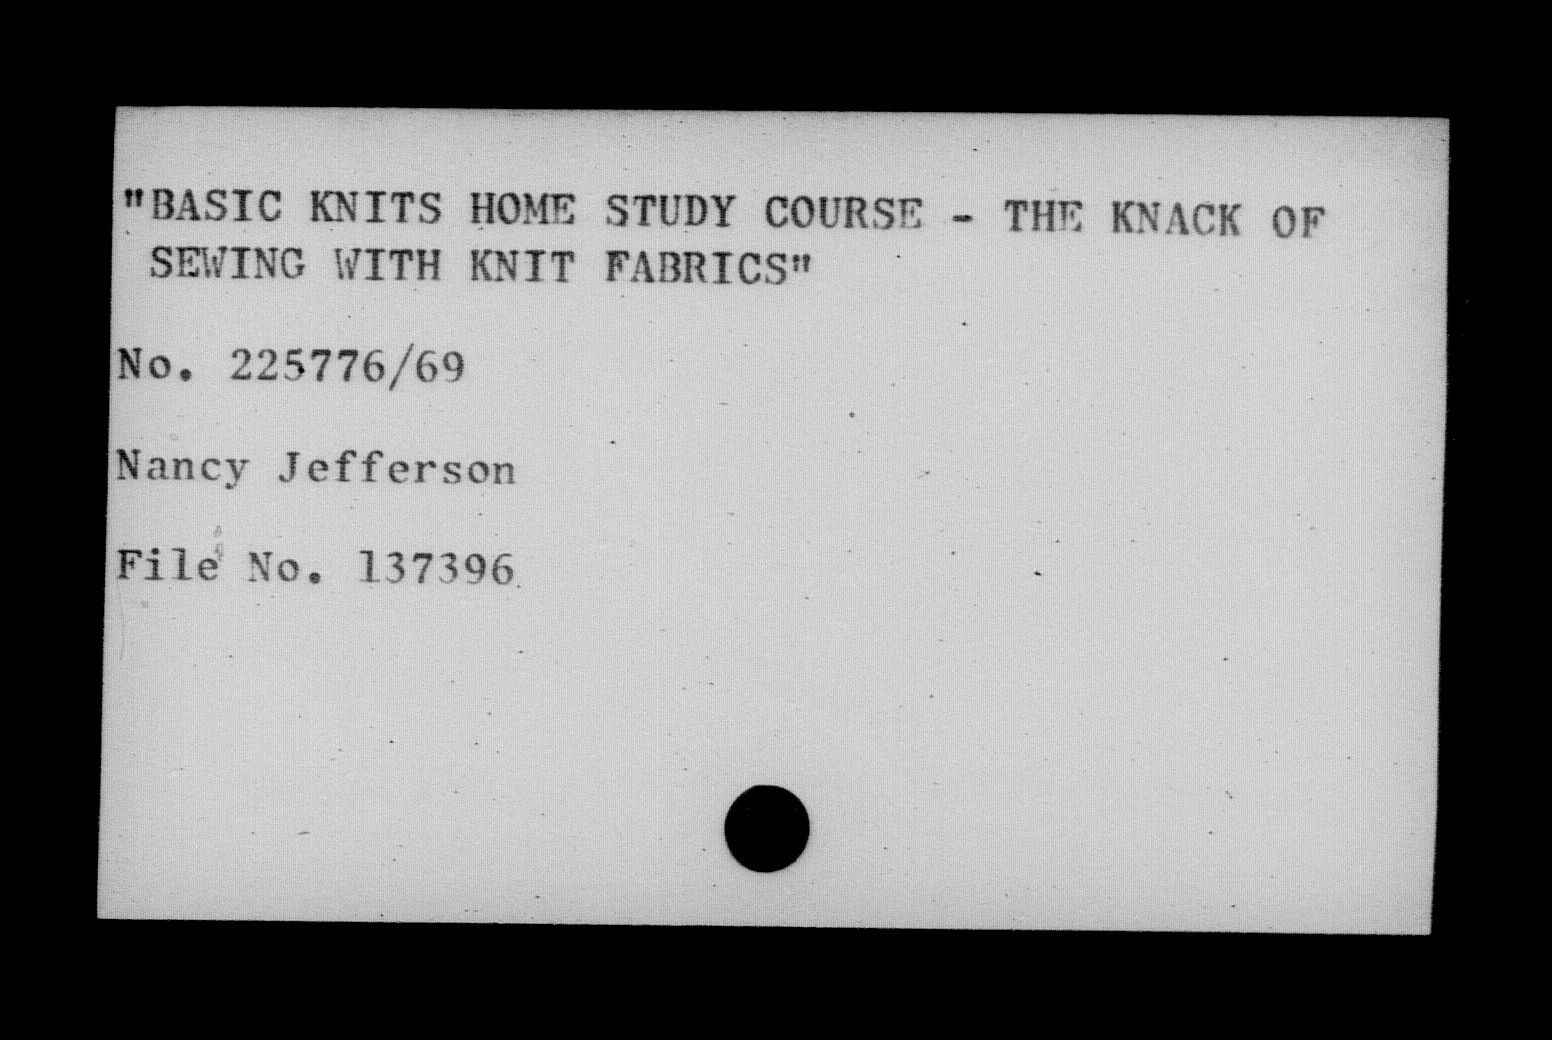 "BASIC KNITS HOME STUDY COURSE - THE KNACK OF
SEWING WITH KNIT FABRICS"
No. 225776/69
Nancy Jefferson
File No. 137396